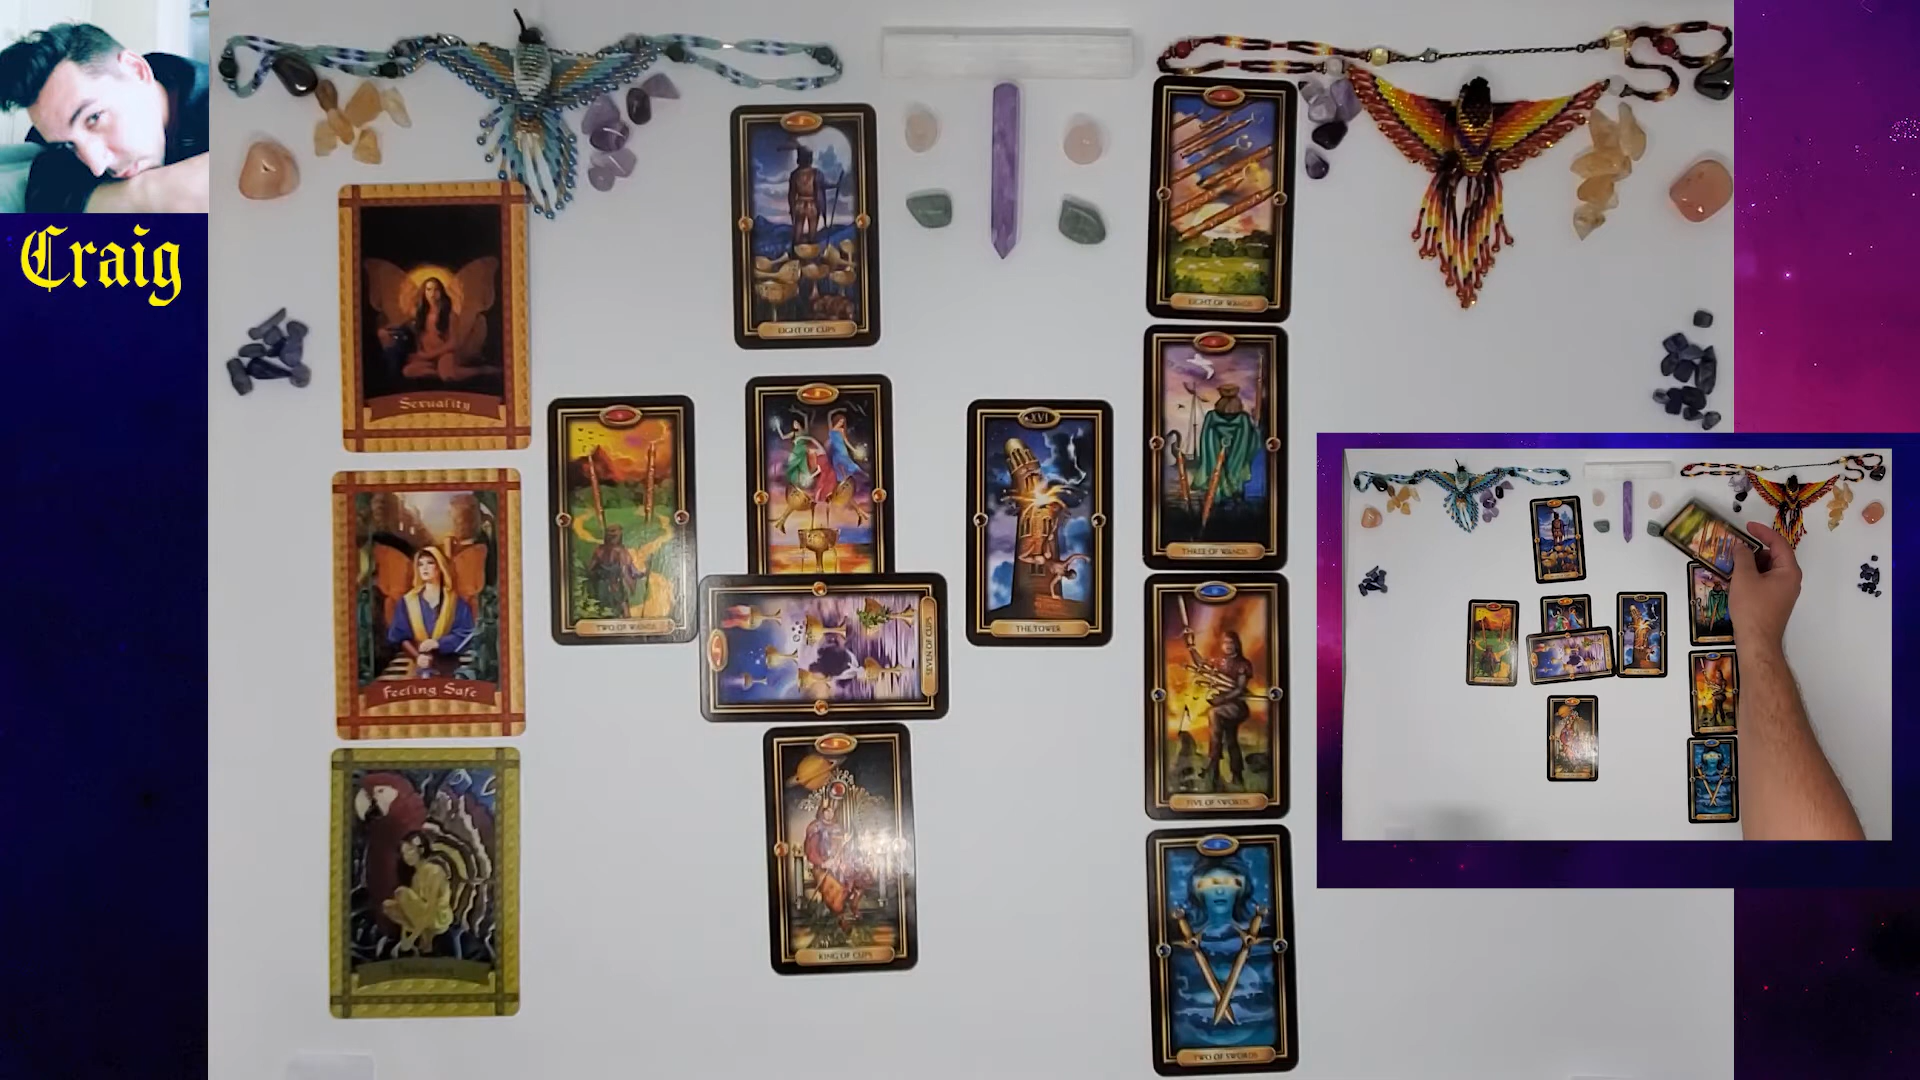 Craig
EIGHT OF CUPS
EIGHT OF WANDS
Sexuality
XVI
THREE OF WANDS
TWO OF WANDS
THE TOWER
SEVEN OF CUPS
Feeling Safe
FIVE OF SWORDS
KING OF CUPS
TWO OF SWORDS